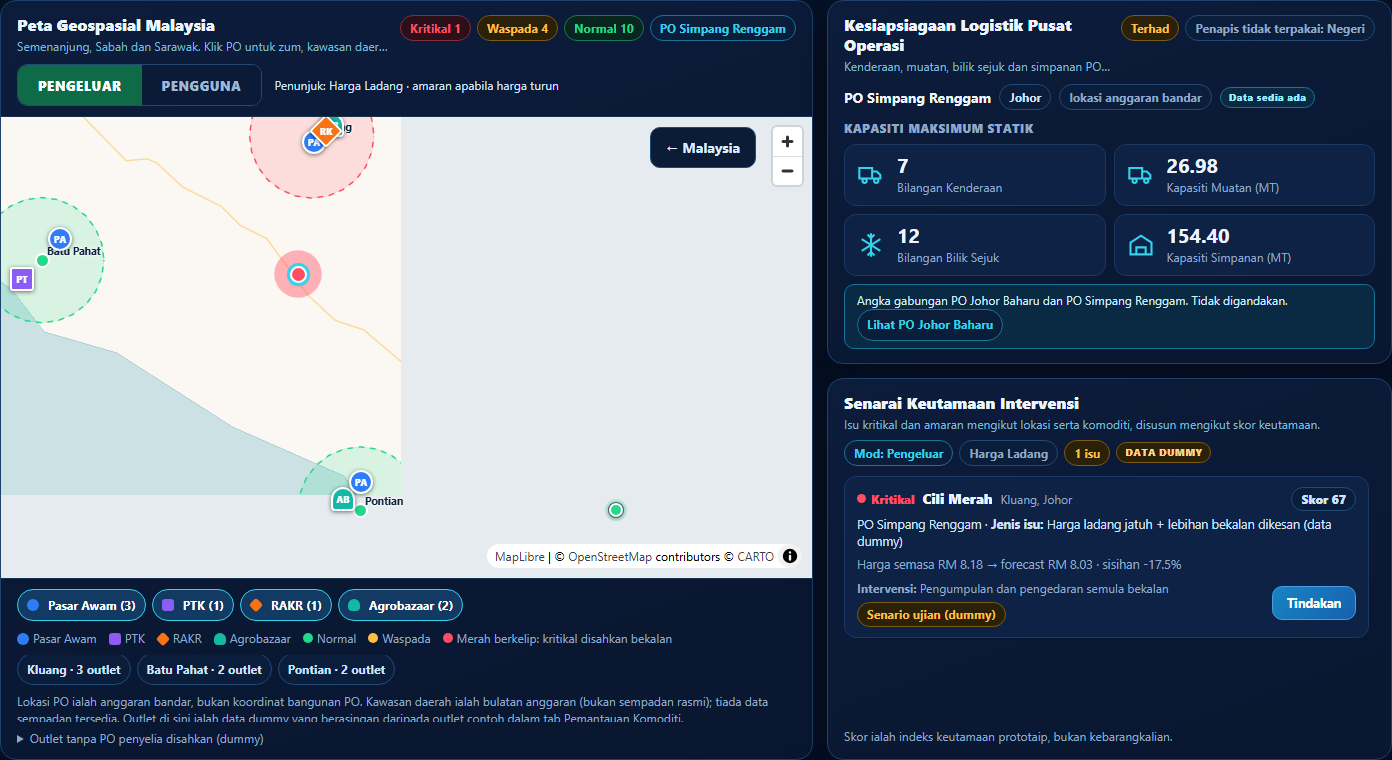 Peta Geospasial Malaysia
Semenanjung, Sabah dan Sarawak. Klik PO untuk zum, kawasan daer...
Kritikal 1
Waspada 4
Normal 10
PO Simpang Renggam
PENGELUAR
PENGGUNA
Penunjuk: Harga Ladang · amaran apabila harga turun
PA
RK
g
← Malaysia
+
−
PA
Batu Pahat
PT
PA
AB
Pontian
MapLibre | © OpenStreetMap contributors © CARTO
Pasar Awam (3)
PTK (1)
RAKR (1)
Agrobazaar (2)
Pasar Awam
PTK
RAKR
Agrobazaar
Normal
Waspada
Merah berkelip: kritikal disahkan bekalan
Kluang · 3 outlet
Batu Pahat · 2 outlet
Pontian · 2 outlet
Lokasi PO ialah anggaran bandar, bukan koordinat bangunan PO. Kawasan daerah ialah bulatan anggaran (bukan sempadan rasmi); tiada data
sempadan tersedia. Outlet di sini ialah data dummy yang berasingan daripada outlet contoh dalam tab Pemantauan Komoditi.
Outlet tanpa PO penyelia disahkan (dummy)
Kesiapsiagaan Logistik Pusat
Operasi
Terhad
Penapis tidak terpakai: Negeri
Kenderaan, muatan, bilik sejuk dan simpanan PO...
PO Simpang Renggam
Johor
lokasi anggaran bandar
Data sedia ada
KAPASITI MAKSIMUM STATIK
7
Bilangan Kenderaan
26.98
Kapasiti Muatan (MT)
12
Bilangan Bilik Sejuk
154.40
Kapasiti Simpanan (MT)
Angka gabungan PO Johor Baharu dan PO Simpang Renggam. Tidak digandakan.
Lihat PO Johor Baharu
Senarai Keutamaan Intervensi
Isu kritikal dan amaran mengikut lokasi serta komoditi, disusun mengikut skor keutamaan.
Mod: Pengeluar
Harga Ladang
1 isu
DATA DUMMY
Kritikal Cili Merah Kluang, Johor
Skor 67
PO Simpang Renggam · Jenis isu: Harga ladang jatuh + lebihan bekalan dikesan (data
dummy)
Harga semasa RM 8.18 → forecast RM 8.03 · sisihan -17.5%
Intervensi: Pengumpulan dan pengedaran semula bekalan
Senario ujian (dummy)
Tindakan
Skor ialah indeks keutamaan prototaip, bukan kebarangkalian.